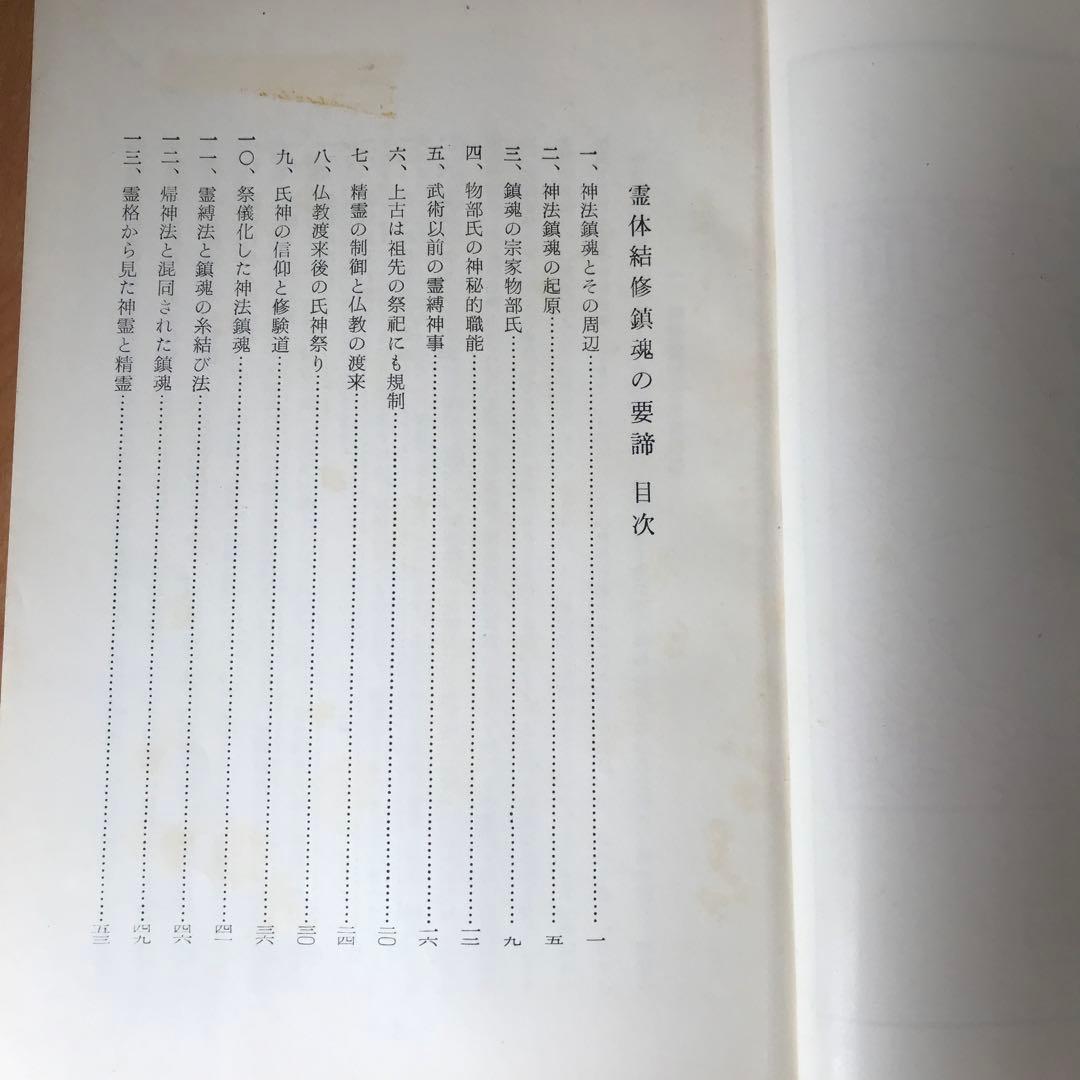 霊体結修鎮魂の要諦 目次
一、神法鎮魂とその周辺……一
二、神法鎮魂の起原……五
三、鎮魂の宗家物部氏……九
四、物部氏の神秘的職能……一二
五、武術以前の霊縛神事……一六
六、上古は祖先の祭祀にも規制……二〇
七、精霊の制御と仏教の渡来……二四
八、仏教渡来後の氏神祭り……三〇
九、氏神の信仰と修験道……三六
一〇、祭儀化した神法鎮魂……四一
一一、霊縛法と鎮魂の糸結び法……四六
一二、帰神法と混同された鎮魂……四九
一三、霊格から見た神霊と精霊……五三